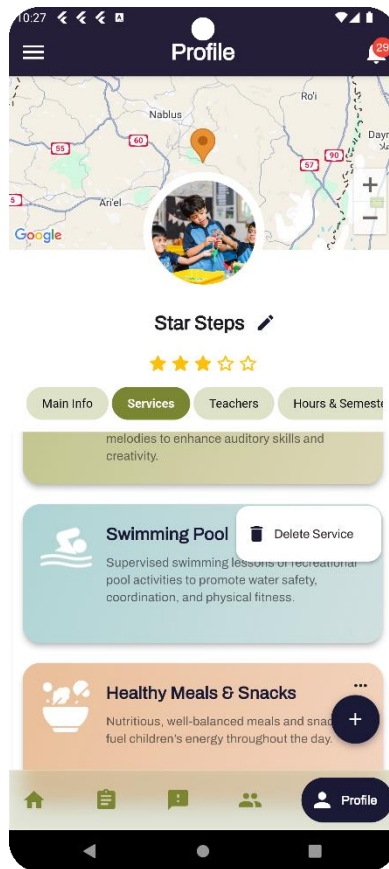 10:27
Profile
29
Ro'i
Nablus
60
55
57
90
Ari'el
5
+
−
Google
Star Steps
Main Info
Services
Teachers
Hours &
melodies to enhance auditory skills and
creativity.
Swimming Pool
Delete Service
Supervised swimming lessons or recreational
pool activities to promote water safety,
coordination, and physical fitness.
Healthy Meals & Snacks
...
Nutritious, well-balanced meals and
fuel children's energy throughout the day.
+
Profile